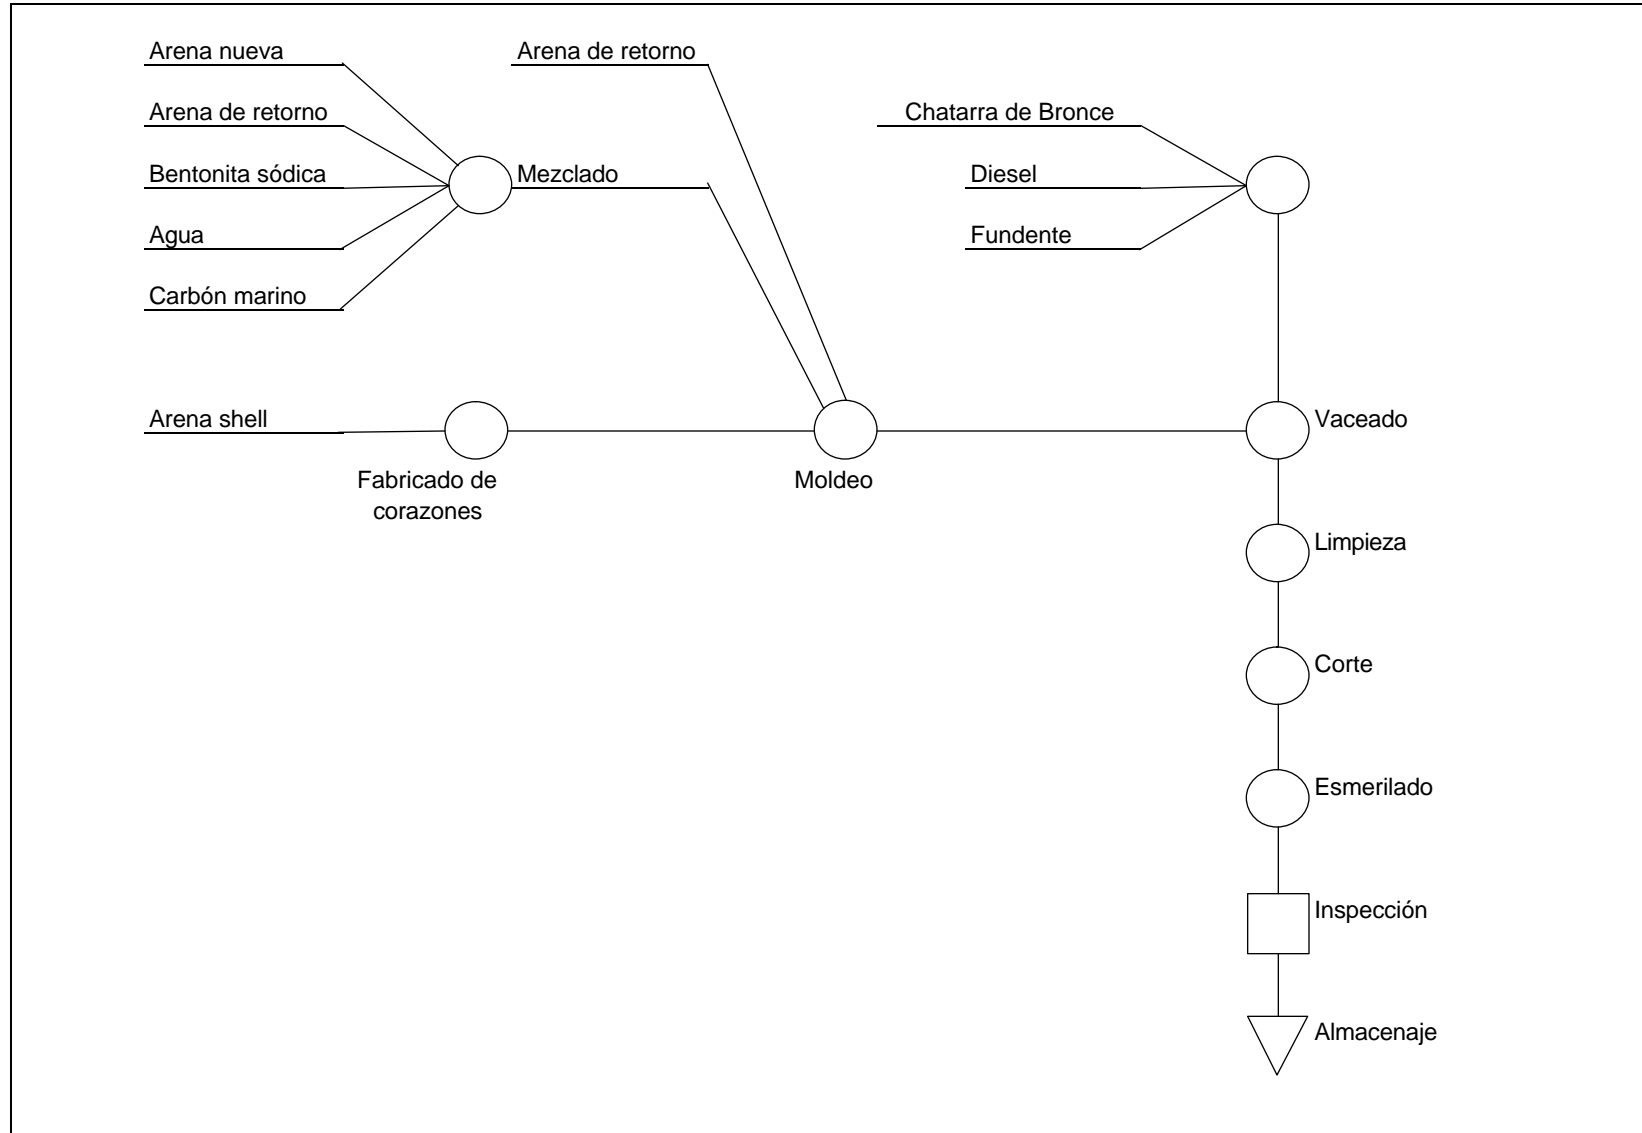 Arena nueva
Arena de retorno
Arena de retorno
Chatarra de Bronce
Bentonita sódica
Mezclado
Diesel
Agua
Fundente
Carbón marino
Arena shell
Vaceado
Fabricado de
corazones
Moldeo
Limpieza
Corte
Esmerilado
Inspección
Almacenaje